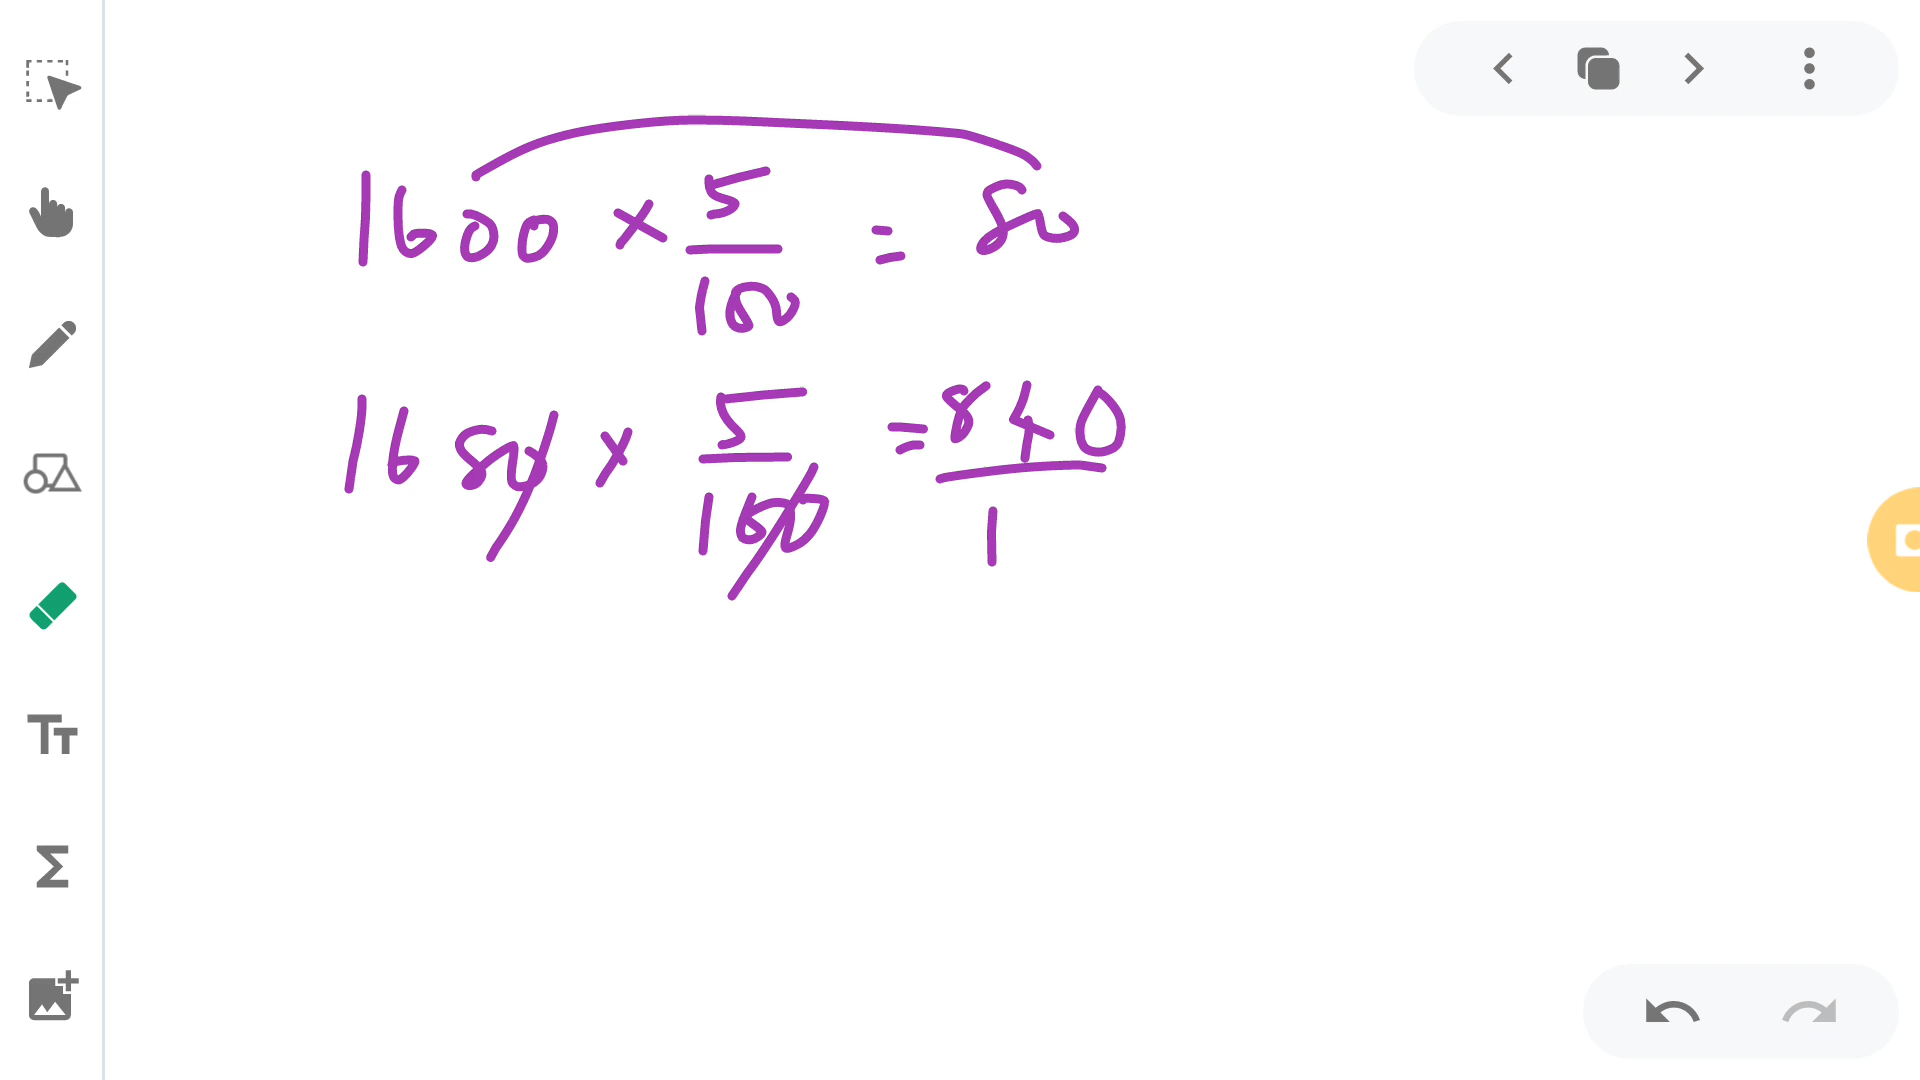 1600 × 5/100 = 80
1680 × 5/100 = 840/1